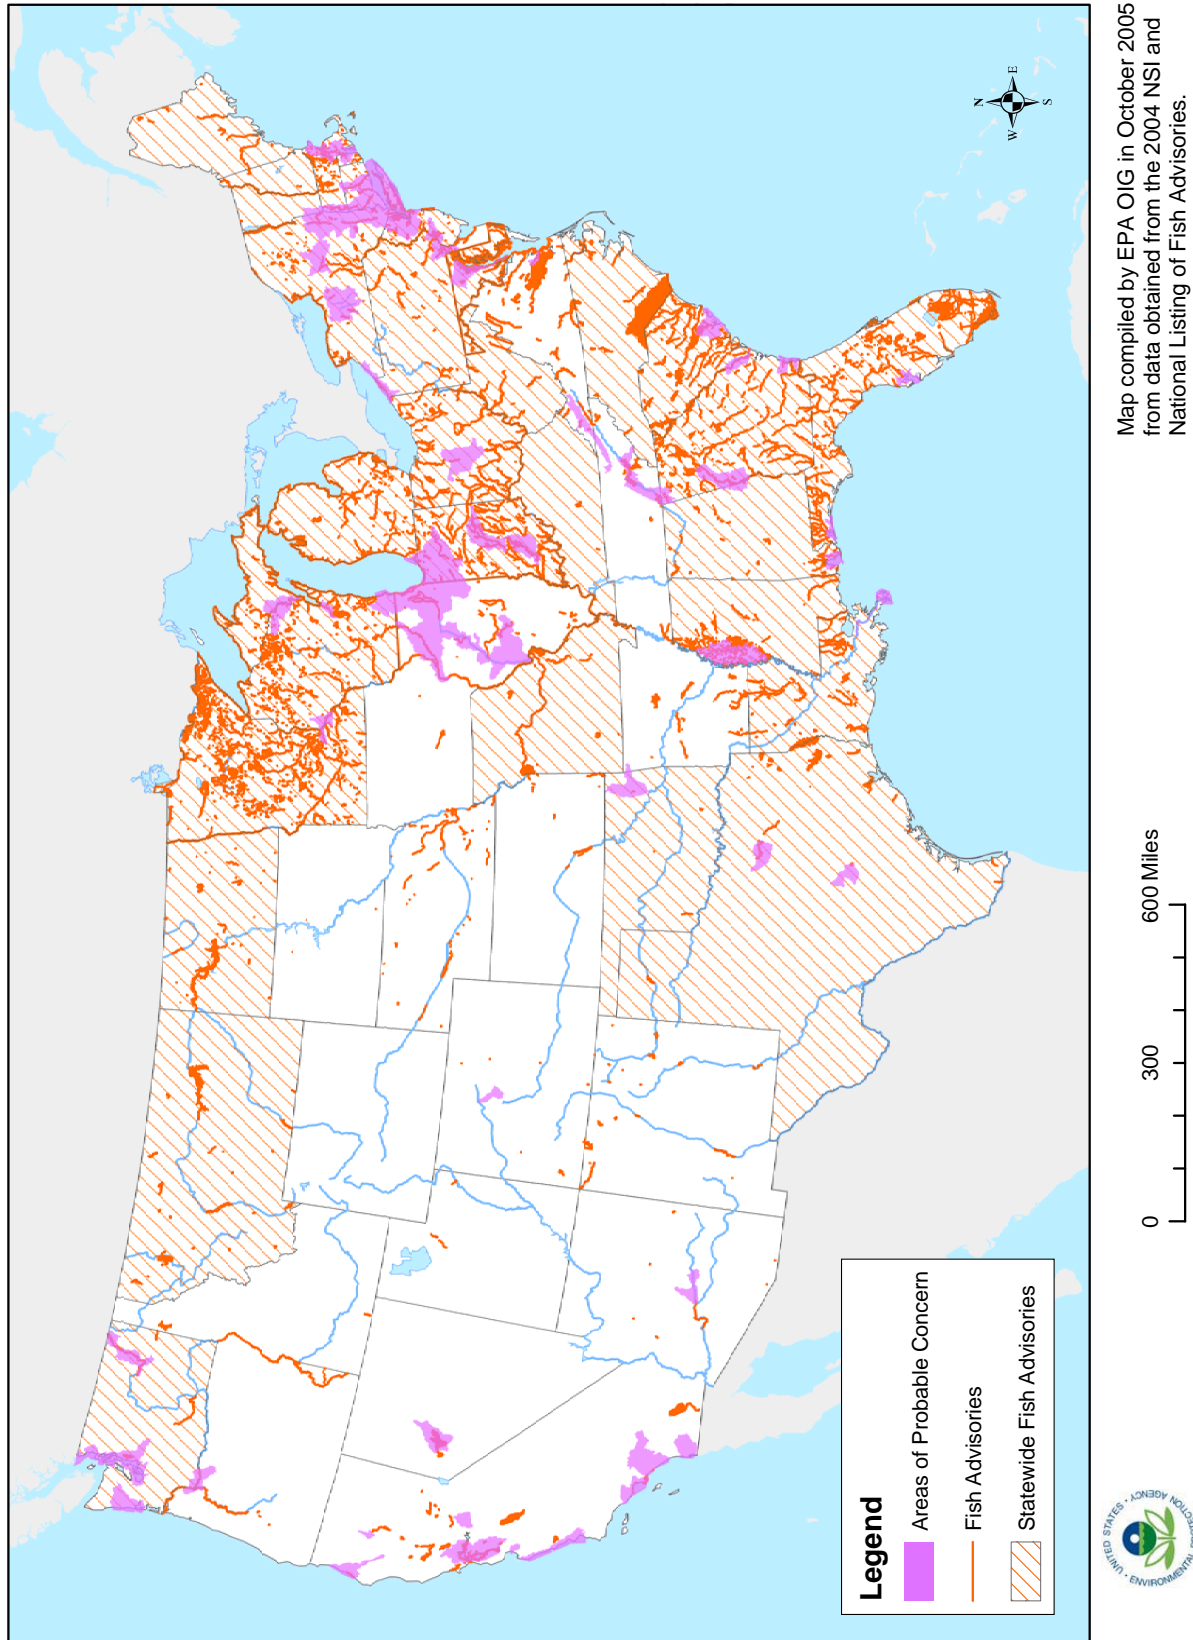 N
W
E
S
Legend
Areas of Probable Concern
Fish Advisories
Statewide Fish Advisories
0
300
600 Miles
Map compiled by EPA OIG in October 2005
from data obtained from the 2004 NSI and
National Listing of Fish Advisories.
UNITED STATES
ENVIRONMENTAL PROTECTION AGENCY